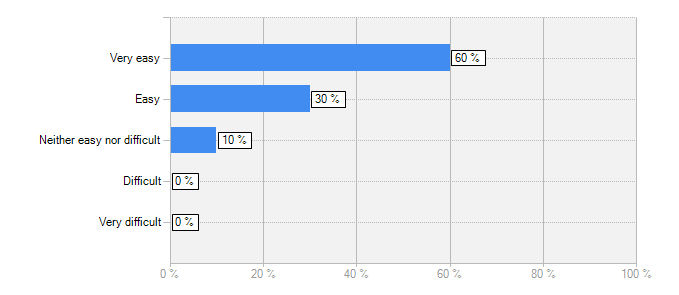 Very easy 60 %
Easy 30 %
Neither easy nor difficult 10 %
Difficult 0 %
Very difficult 0 %
0 % 20 % 40 % 60 % 80 % 100 %